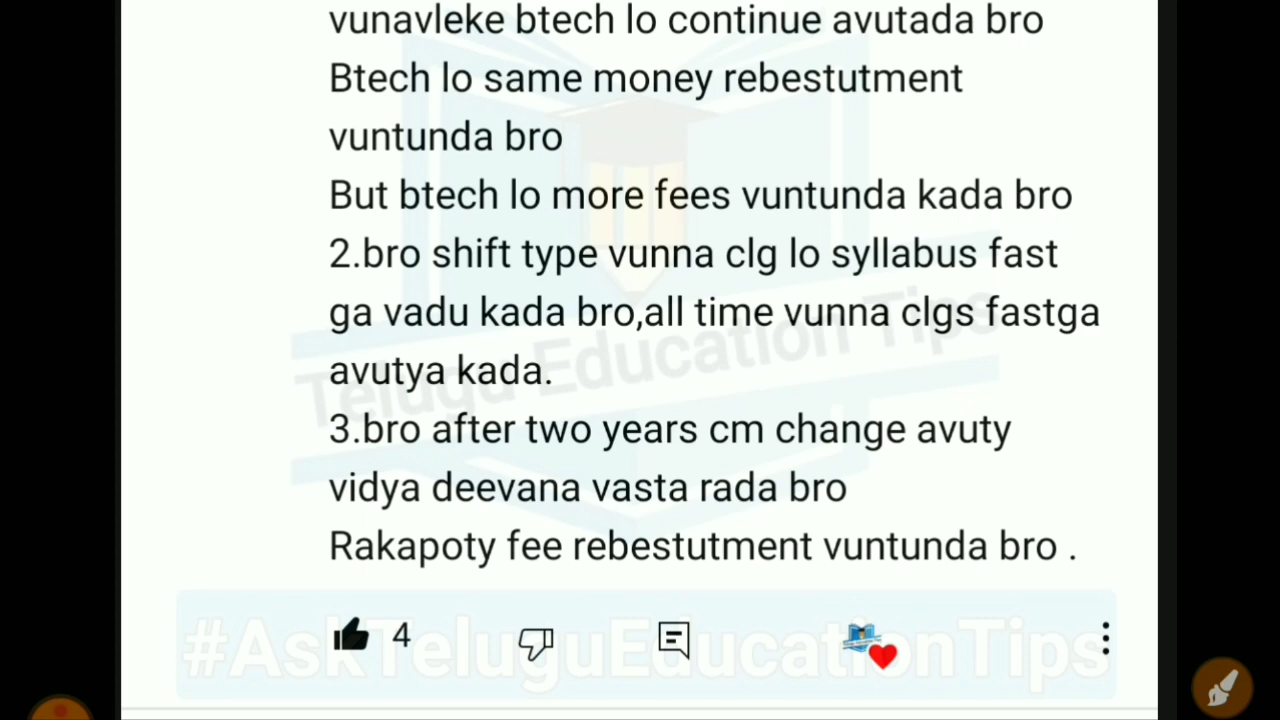 vunavleke btech lo continue avutada bro
Btech lo same money rebestutment
vuntunda bro
But btech lo more fees vuntunda kada bro
2.bro shift type vunna clg lo syllabus fast
ga vadu kada bro,all time vunna clgs fastga
avutya kada.
Telugu Education Tips
3.bro after two years cm change avuty
vidya deevana vasta rada bro
Rakapoty fee rebestutment vuntunda bro .
4
#AskTeluguEducationTips